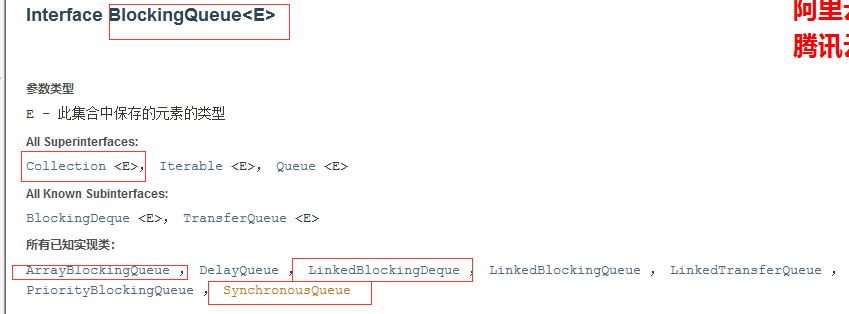 Interface BlockingQueue<E>
阿里云
腾讯云
参数类型
E - 此集合中保存的元素的类型
All Superinterfaces:
Collection <E>, Iterable <E>, Queue <E>
All Known Subinterfaces:
BlockingDeque <E>, TransferQueue <E>
所有已知实现类:
ArrayBlockingQueue , DelayQueue , LinkedBlockingDeque , LinkedBlockingQueue , LinkedTransferQueue ,
PriorityBlockingQueue , SynchronousQueue